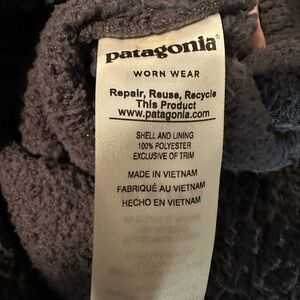 patagonia®
WORN WEAR
Repair, Reuse, Recycle
This Product
www.patagonia.com
SHELL AND LINING
100% POLYESTER
EXCLUSIVE OF TRIM
MADE IN VIETNAM
FABRIQUÉ AU VIETNAM
HECHO EN VIETNAM